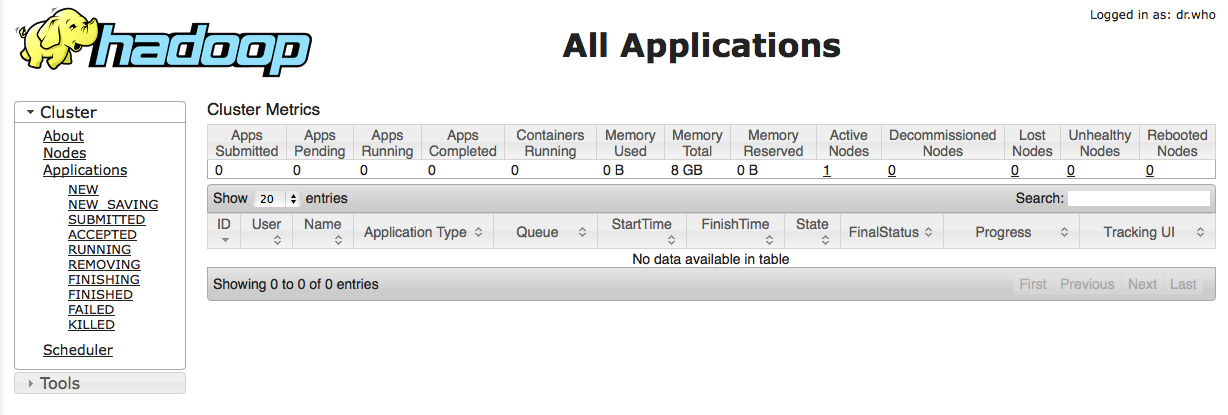 Logged in as: dr.who
hadoop
All Applications
Cluster
About
Nodes
Applications
NEW
NEW_SAVING
SUBMITTED
ACCEPTED
RUNNING
REMOVING
FINISHING
FINISHED
FAILED
KILLED
Scheduler
Tools
Cluster Metrics
Apps Submitted Apps Pending Apps Running Apps Completed Containers Running Memory Used Memory Total Memory Reserved Active Nodes Decommissioned Nodes Lost Nodes Unhealthy Nodes Rebooted Nodes
0 0 0 0 0 0 B 8 GB 0 B 1 0 0 0 0
Show 20 entries Search:
ID User Name Application Type Queue StartTime FinishTime State FinalStatus Progress Tracking UI
No data available in table
Showing 0 to 0 of 0 entries First Previous Next Last